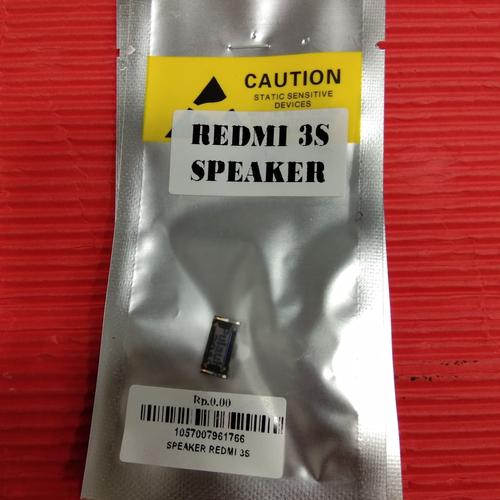 CAUTION
STATIC SENSITIVE
DEVICES
REDMI 3S
SPEAKER
Rp.0.00
1057007961766
SPEAKER REDMI 3S